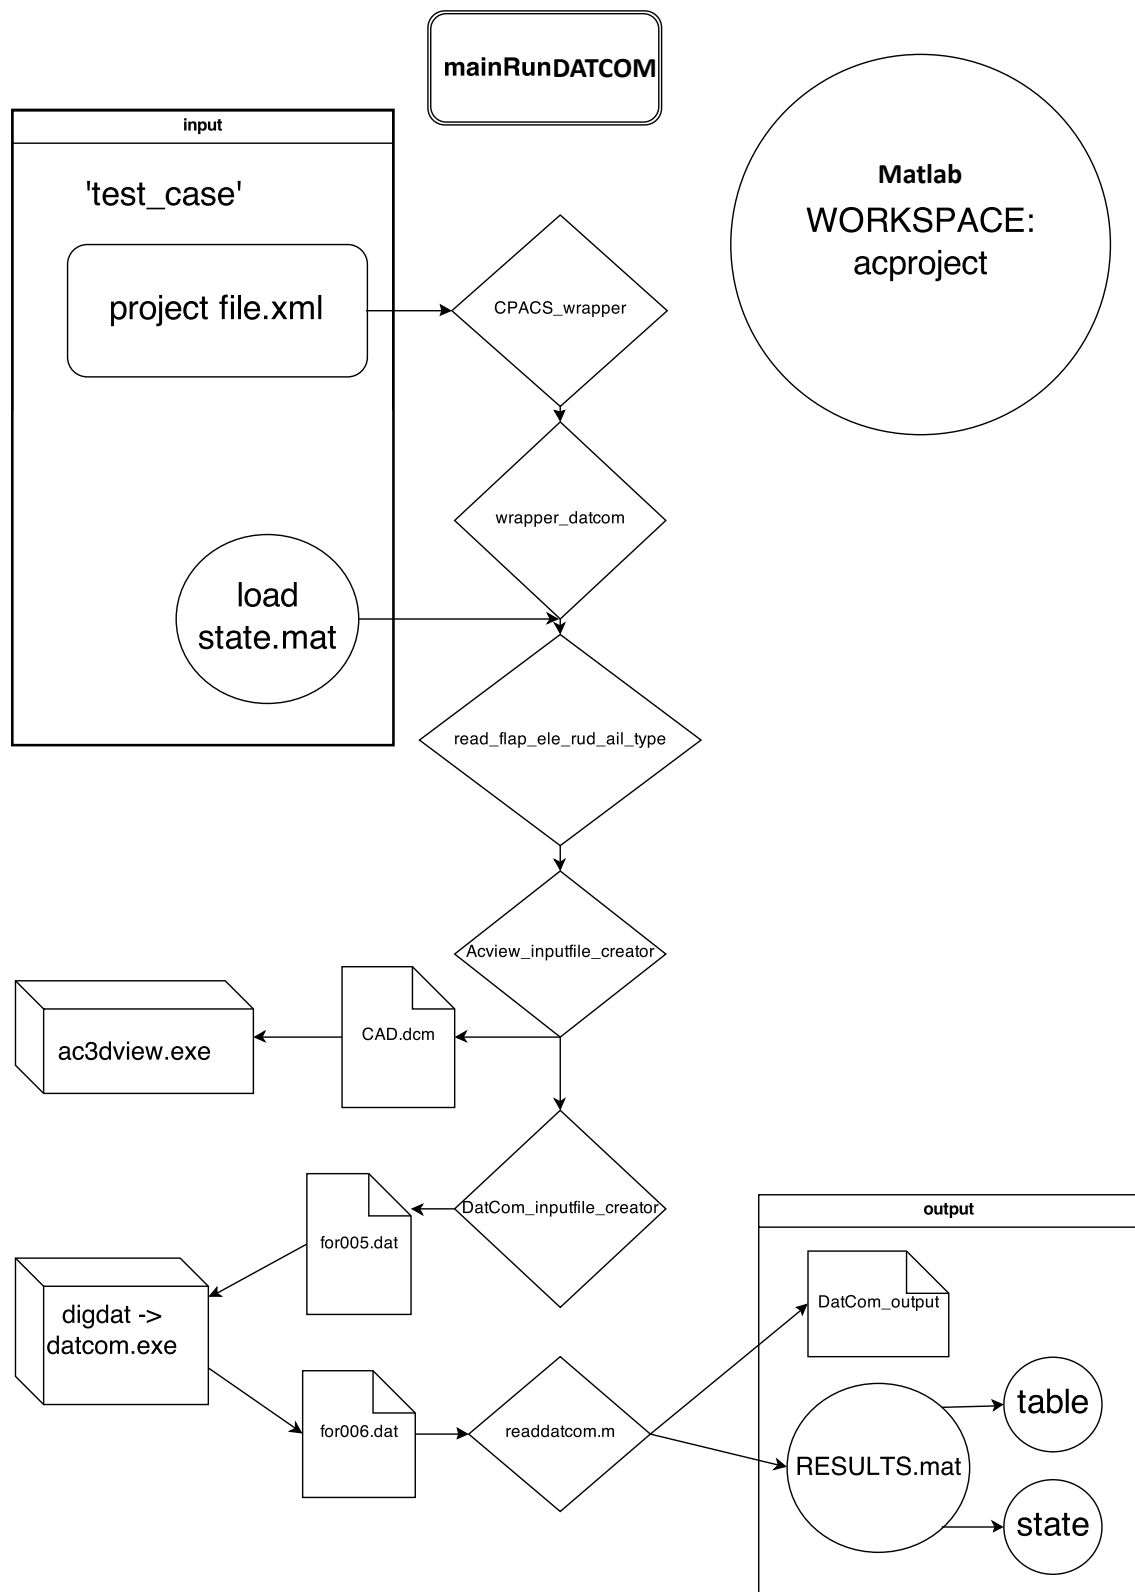 mainRunDATCOM
input
'test_case'
project file.xml
CPACS_wrapper
Matlab
WORKSPACE:
acproject
wrapper_datcom
load
state.mat
read_flap_ele_rud_ail_type
Acview_inputfile_creator
CAD.dcm
ac3dview.exe
DatCom_inputfile_creator
for005.dat
digdat ->
datcom.exe
for006.dat
readdatcom.m
output
DatCom_output
RESULTS.mat
table
state